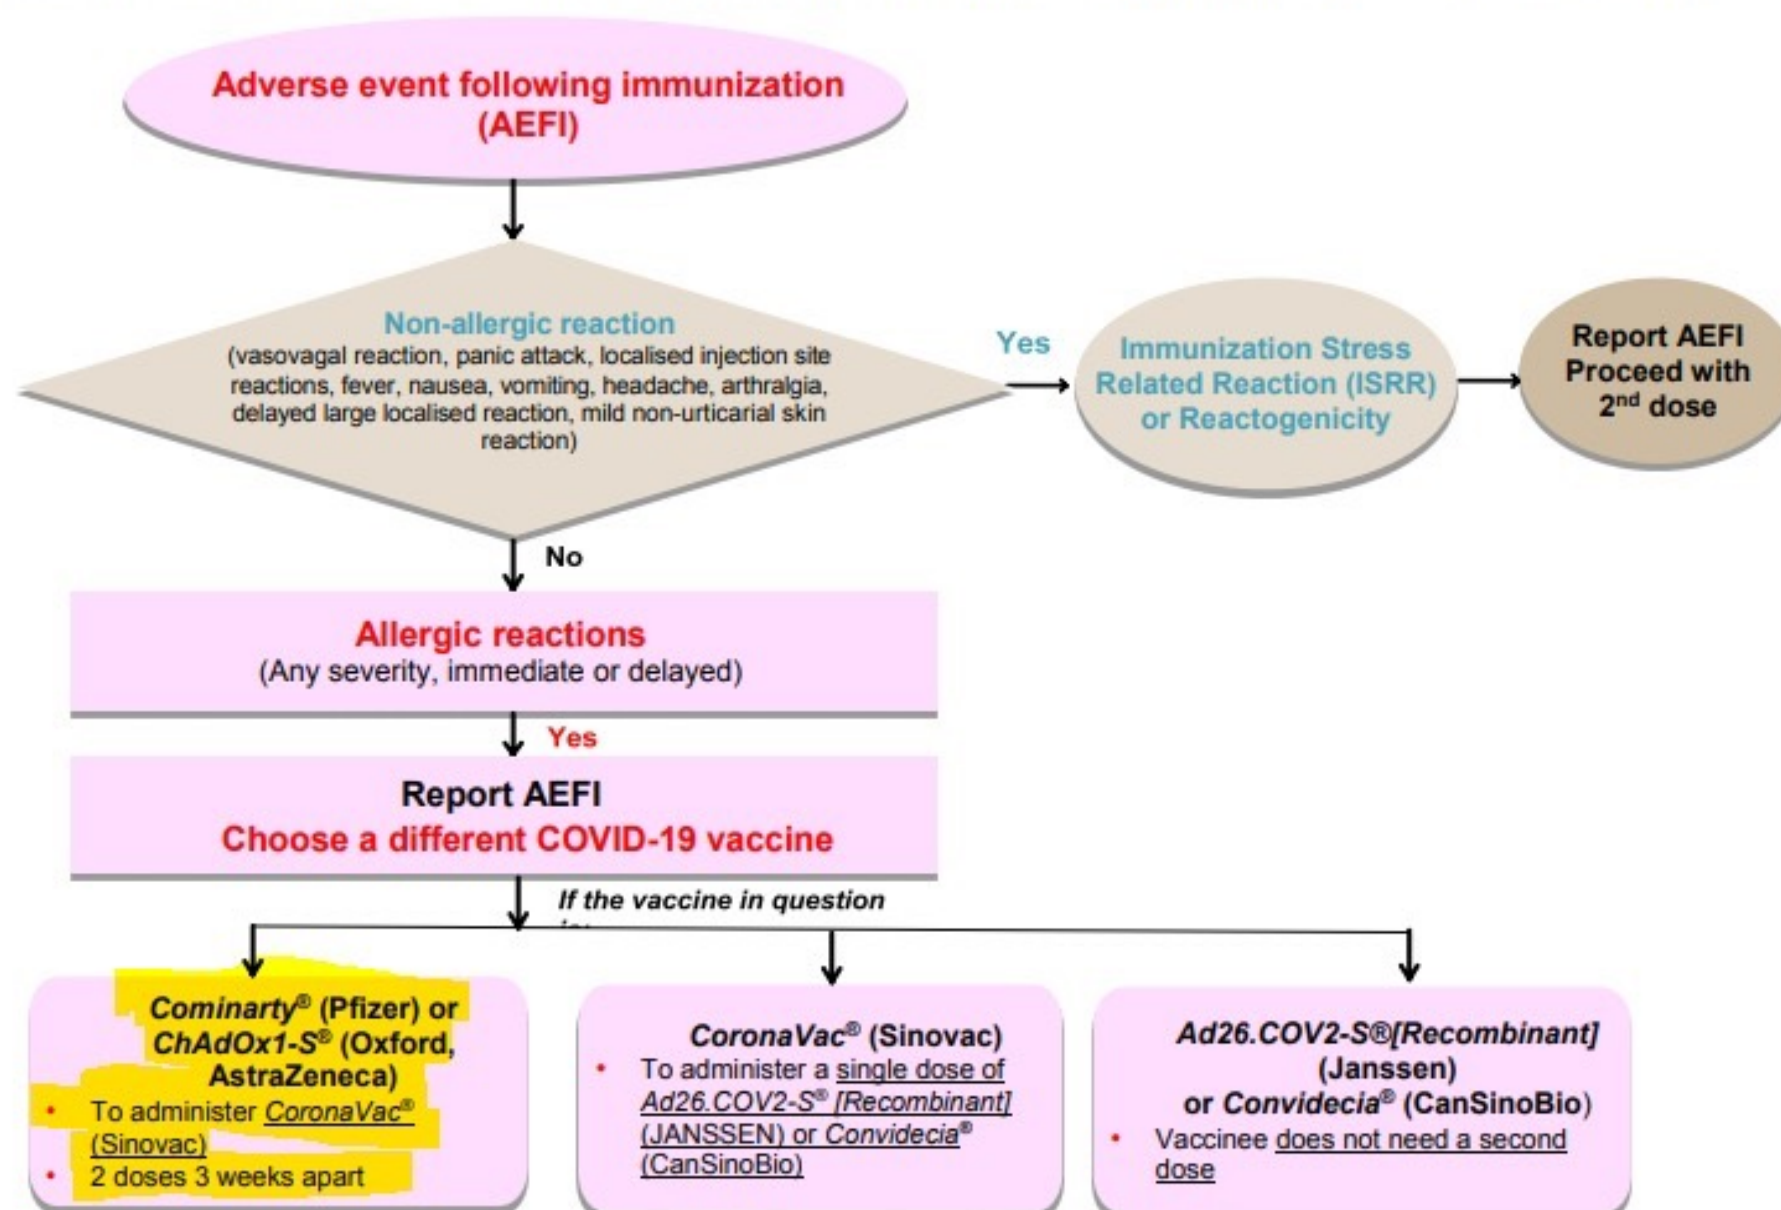 Adverse event following immunization
(AEFI)
Non-allergic reaction
(vasovagal reaction, panic attack, localised injection site
reactions, fever, nausea, vomiting, headache, arthralgia,
delayed large localised reaction, mild non-urticarial skin
reaction)
Yes
Immunization Stress
Related Reaction (ISRR)
or Reactogenicity
Report AEFI
Proceed with
2nd dose
No
Allergic reactions
(Any severity, immediate or delayed)
Yes
Report AEFI
Choose a different COVID-19 vaccine
If the vaccine in question
Cominarty® (Pfizer) or
ChAdOx1-S® (Oxford,
AstraZeneca)
• To administer CoronaVac®
(Sinovac)
• 2 doses 3 weeks apart
CoronaVac® (Sinovac)
• To administer a single dose of
Ad26.COV2-S® [Recombinant]
(JANSSEN) or Convidecia®
(CanSinoBio)
Ad26.COV2-S®[Recombinant]
(Janssen)
or Convidecia® (CanSinoBio)
• Vaccinee does not need a second
dose